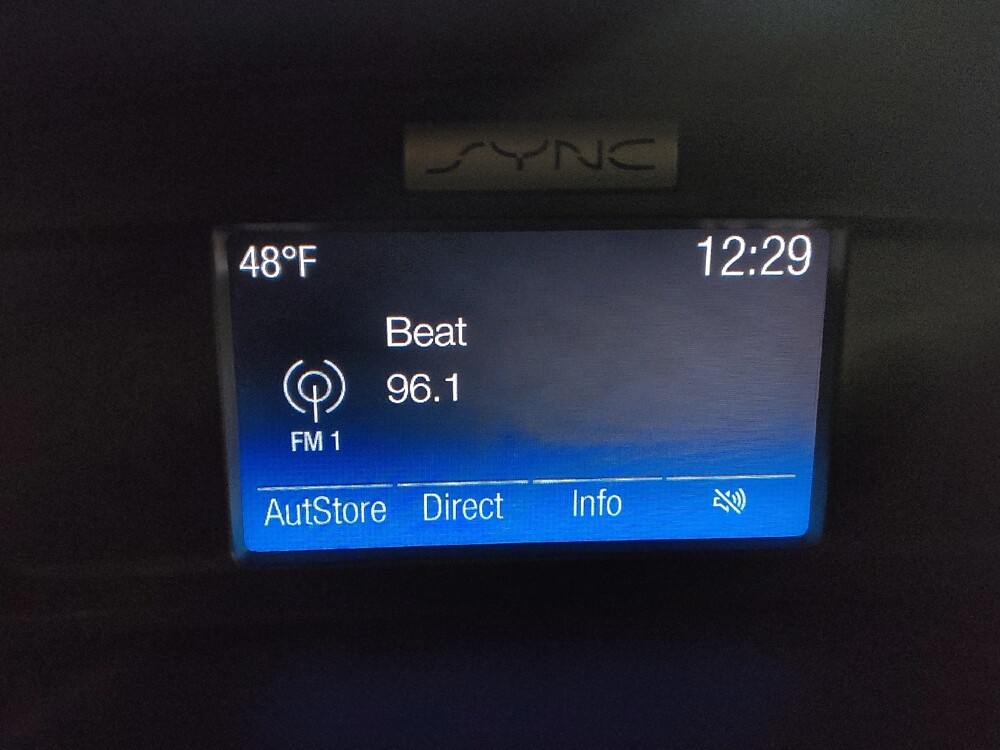 SYNC
48°F 12:29
Beat
96.1
FM 1
AutStore Direct Info